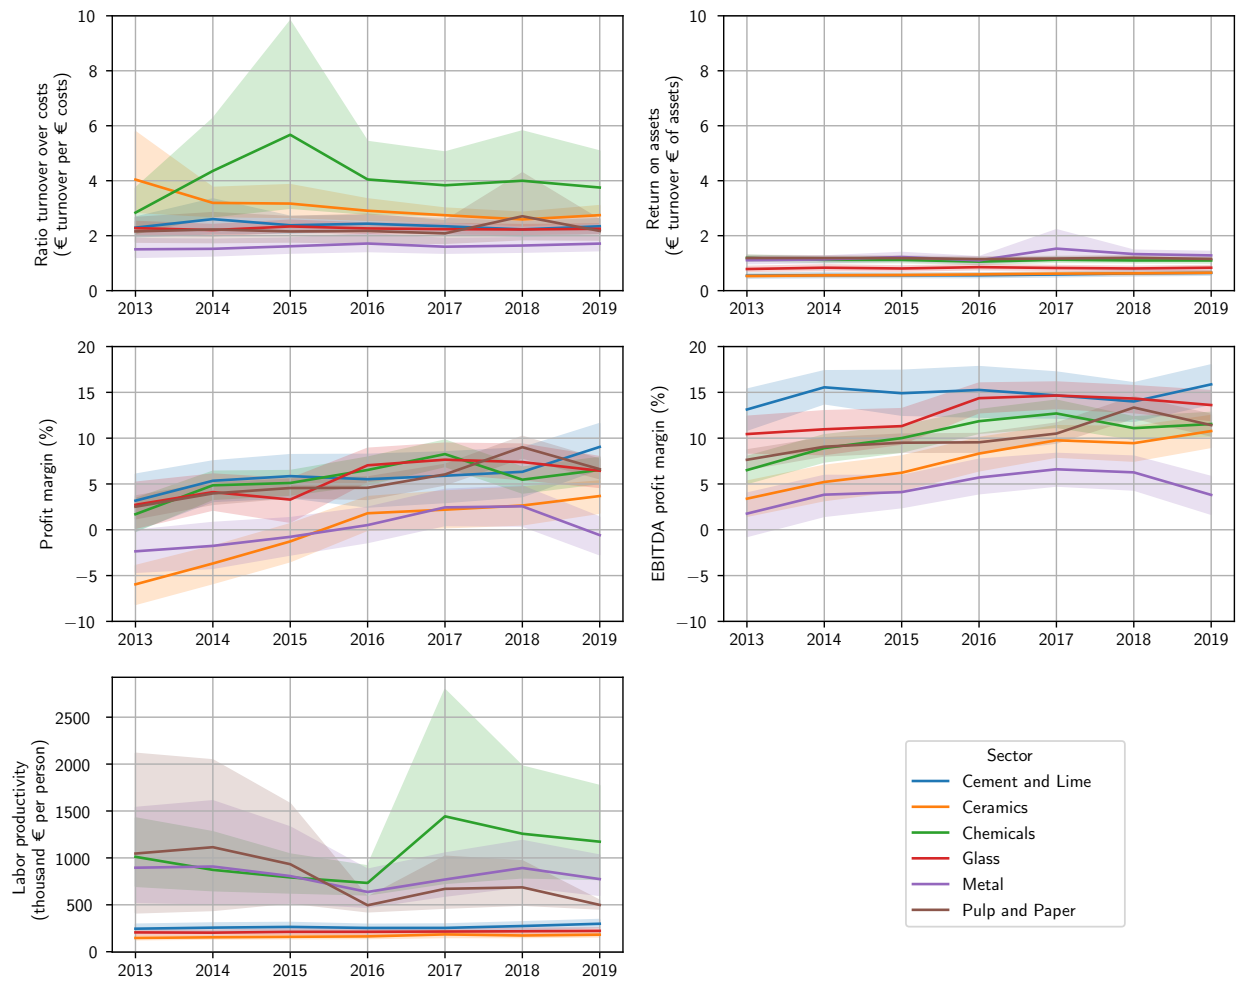 Ratio turnover over costs
(€ turnover per € costs)
10
8
6
4
2
0
2013 2014 2015 2016 2017 2018 2019
Return on assets
(€ turnover € of assets)
10
8
6
4
2
0
2013 2014 2015 2016 2017 2018 2019
Profit margin (%)
20
15
10
5
0
−5
−10
2013 2014 2015 2016 2017 2018 2019
EBITDA profit margin (%)
20
15
10
5
0
−5
−10
2013 2014 2015 2016 2017 2018 2019
Labor productivity
(thousand € per person)
2500
2000
1500
1000
500
0
2013 2014 2015 2016 2017 2018 2019
Sector
Cement and Lime
Ceramics
Chemicals
Glass
Metal
Pulp and Paper